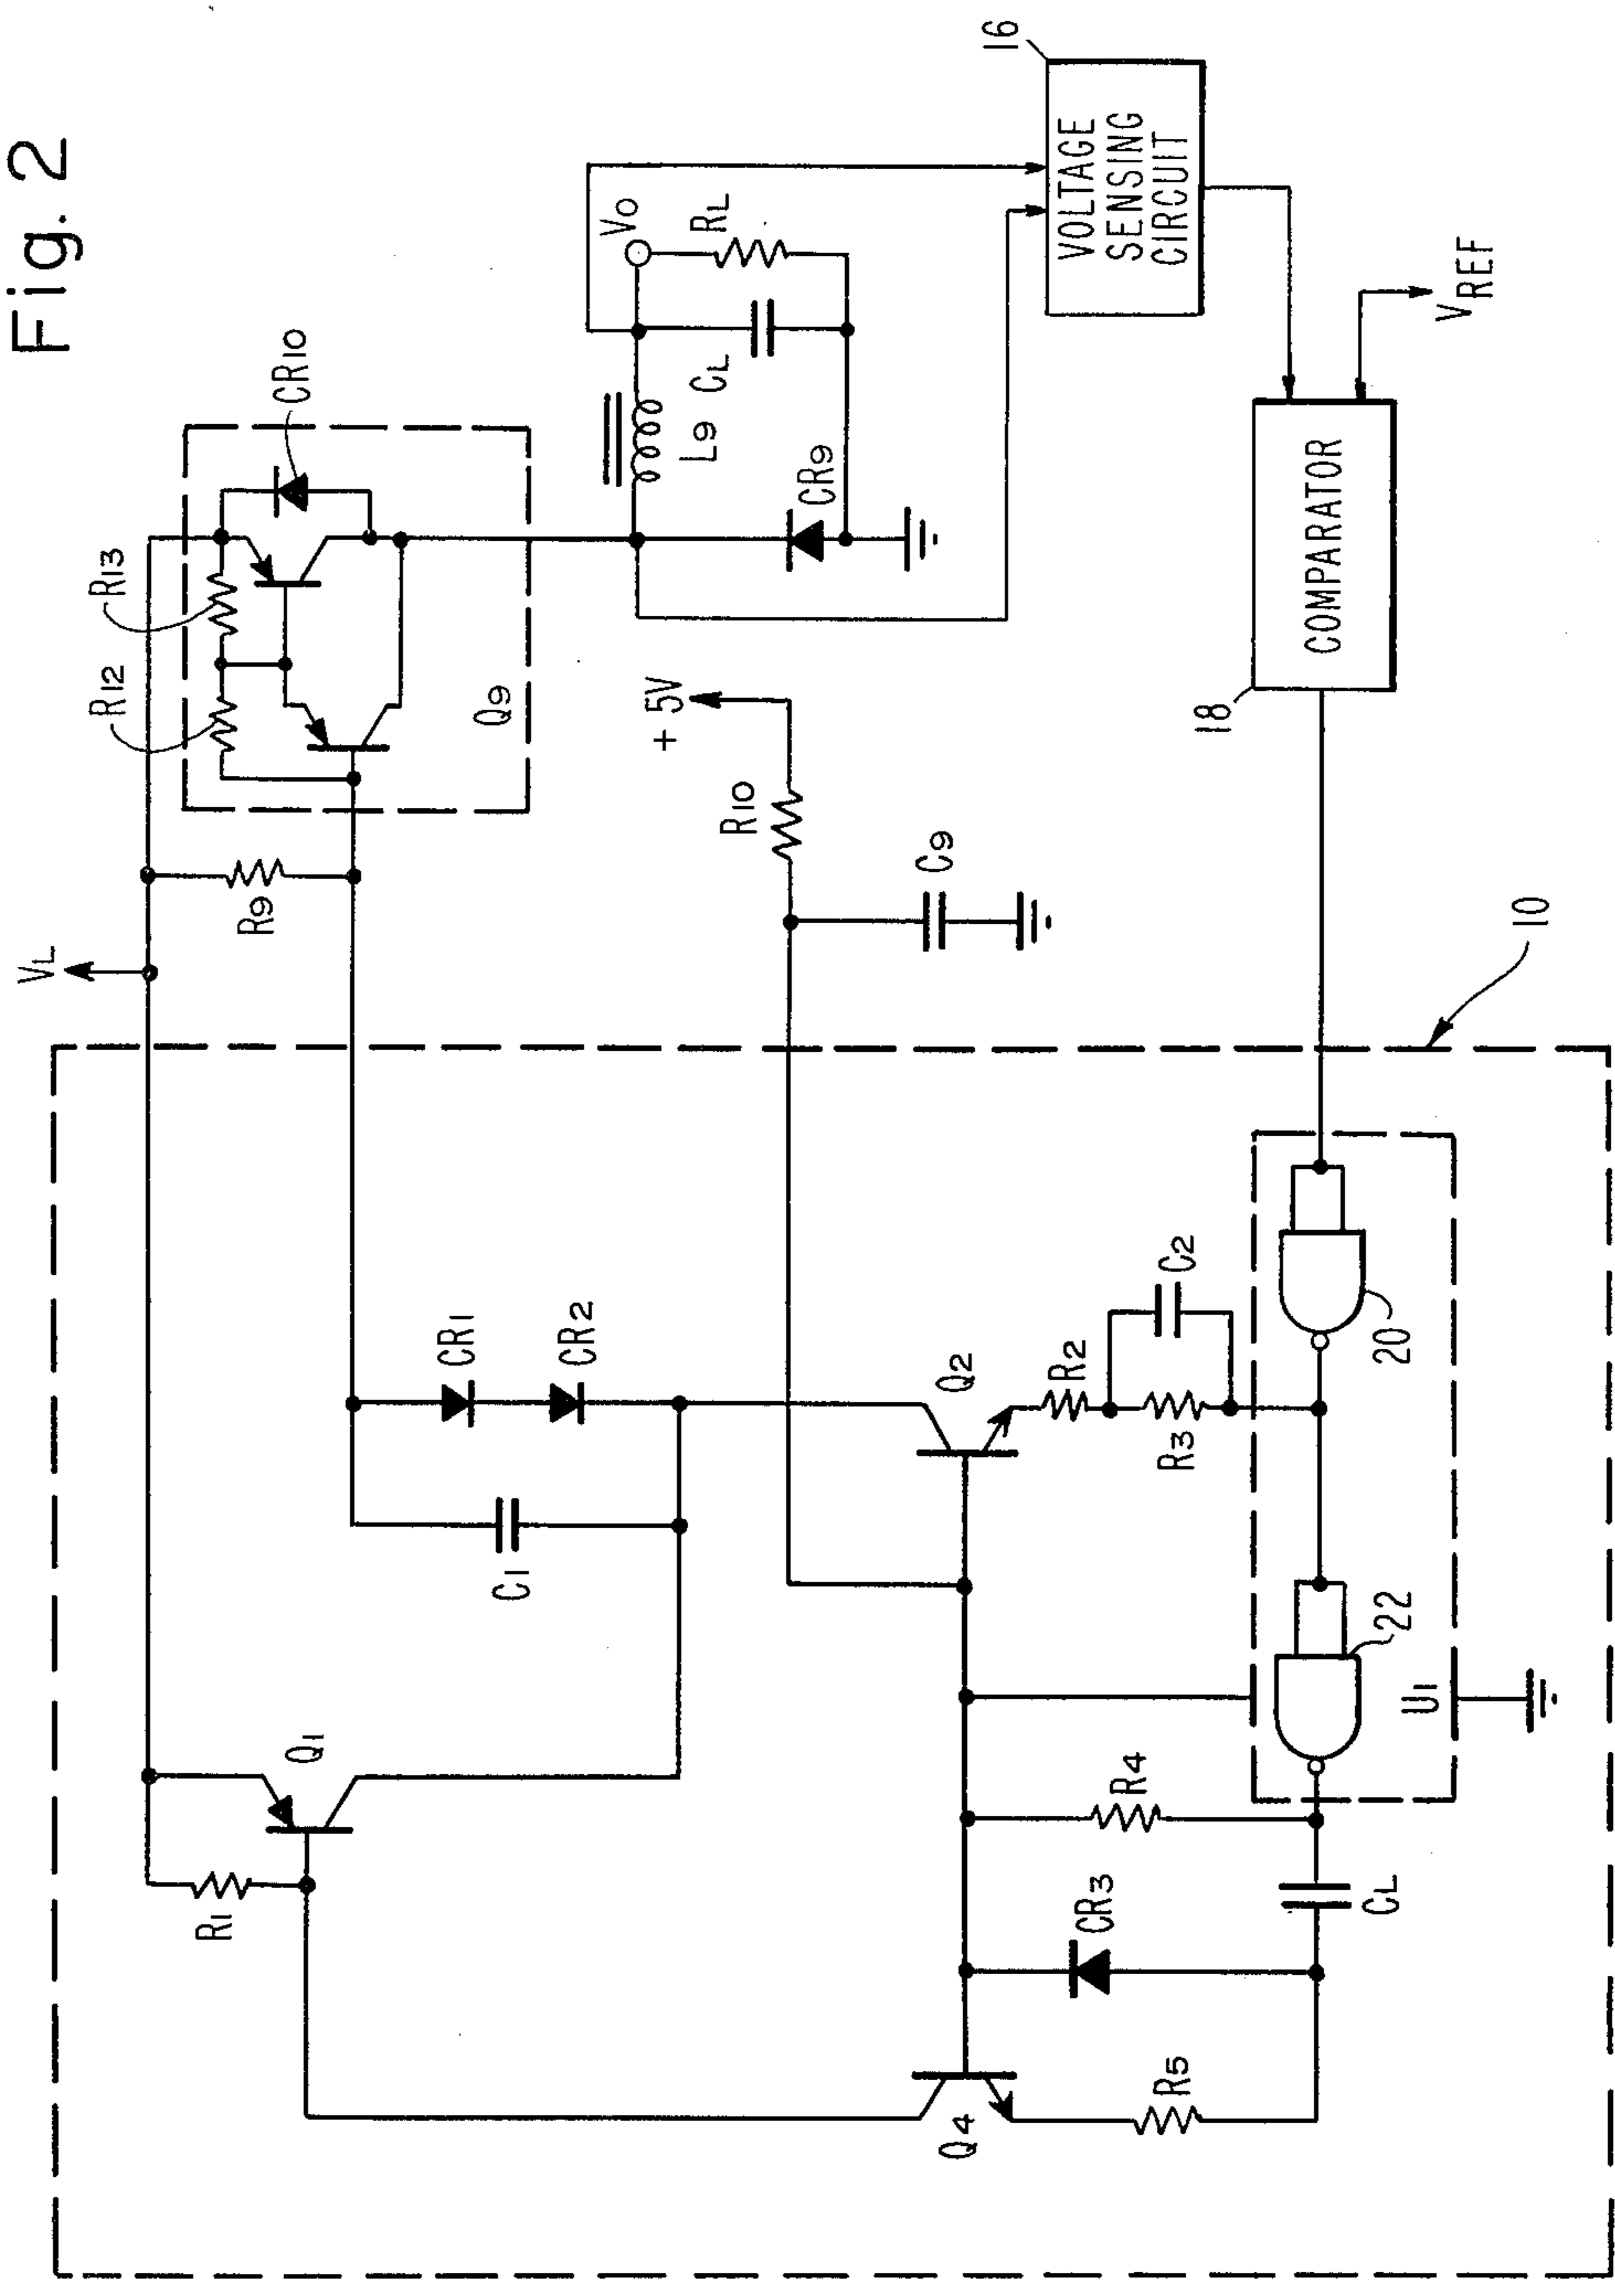 Fig. 2
VL
R12
R13
CR10
R9
Q9
VO
RL
L9
CL
CR9
+5V
R10
C9
16
VOLTAGE
SENSING
CIRCUIT
VREF
18
COMPARATOR
10
Q1
R1
C1
CR1
CR2
Q2
R2
R3
C2
20
22
U1
R4
CR3
CL
Q4
R5